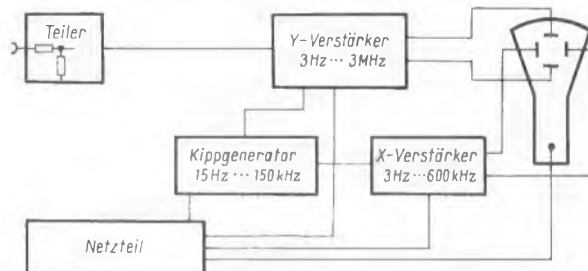 Teiler
Y-Verstärker
3Hz ··· 3MHz
Kippgenerator
15Hz ··· 150kHz
X-Verstärker
3Hz ··· 600kHz
Netzteil